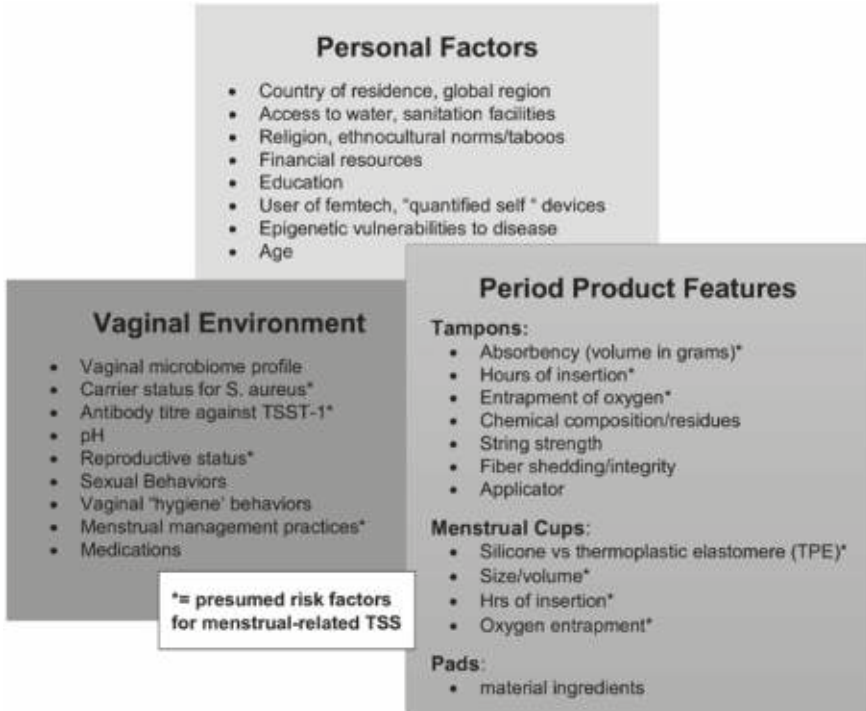 Personal Factors
• Country of residence, global region
• Access to water, sanitation facilities
• Religion, ethnocultural norms/taboos
• Financial resources
• Education
• User of femtech, "quantified self " devices
• Epigenetic vulnerabilities to disease
• Age
Vaginal Environment
• Vaginal microbiome profile
• Carrier status for S. aureus*
• Antibody titre against TSST-1*
• pH
• Reproductive status*
• Sexual Behaviors
• Vaginal "hygiene' behaviors
• Menstrual management practices*
• Medications
*= presumed risk factors
for menstrual-related TSS
Period Product Features
Tampons:
• Absorbency (volume in grams)*
• Hours of insertion*
• Entrapment of oxygen*
• Chemical composition/residues
• String strength
• Fiber shedding/integrity
• Applicator
Menstrual Cups:
• Silicone vs thermoplastic elastomere (TPE)*
• Size/volume*
• Hrs of insertion*
• Oxygen entrapment*
Pads:
• material ingredients